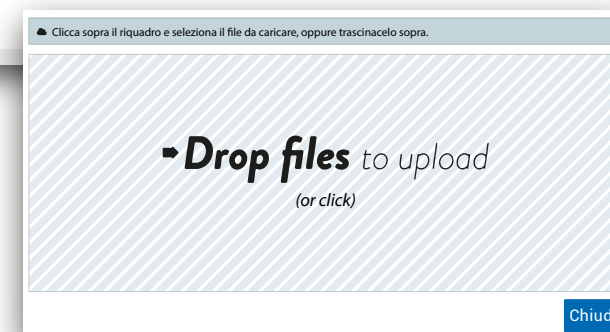 Clicca sopra il riquadro e seleziona il file da caricare, oppure trascinacelo sopra.
Drop files to upload
(or click)